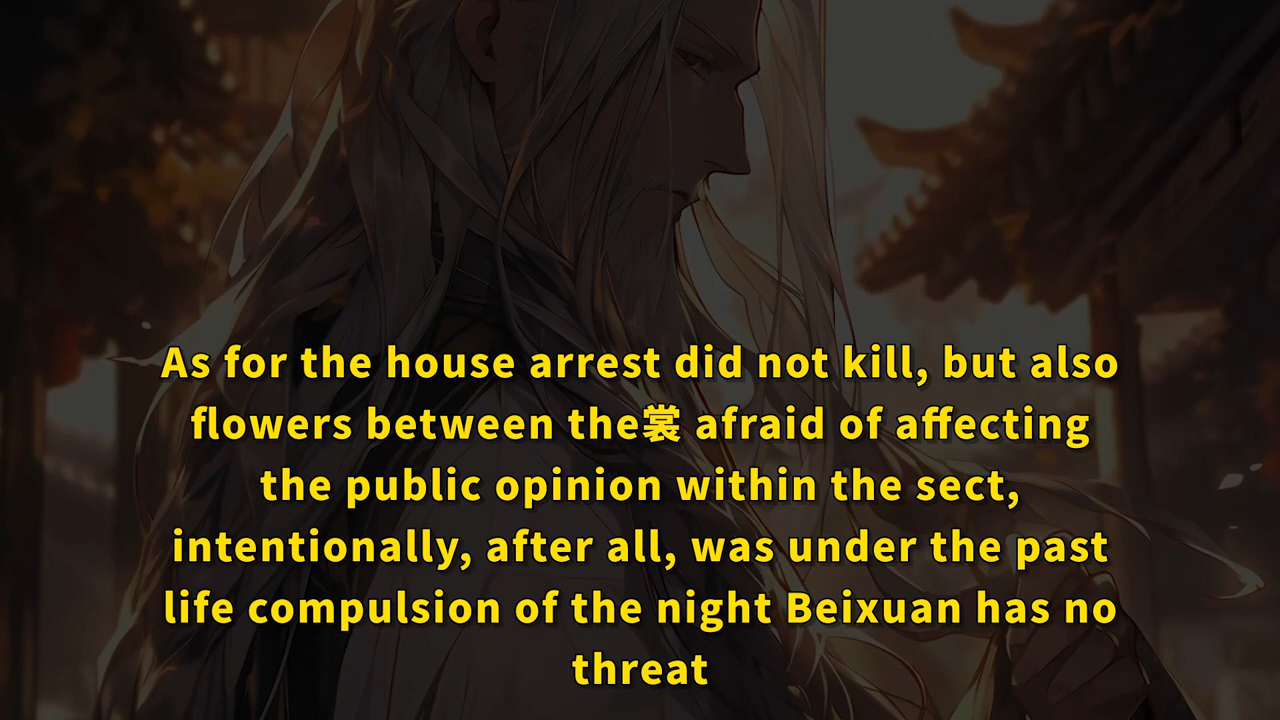 As for the house arrest did not kill, but also
flowers between the裳 afraid of affecting
the public opinion within the sect,
intentionally, after all, was under the past
life compulsion of the night Beixuan has no
threat